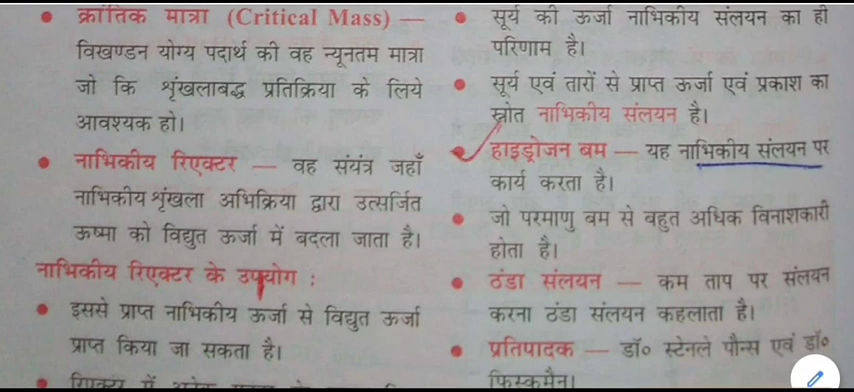 क्रांतिक मात्रा (Critical Mass) —
विखण्डन योग्य पदार्थ की वह न्यूनतम मात्रा
जो कि श्रृंखलाबद्ध प्रतिक्रिया के लिये
आवश्यक हो।
नाभिकीय रिएक्टर — वह संयंत्र जहाँ
नाभिकीय श्रृंखला अभिक्रिया द्वारा उत्सर्जित
ऊष्मा को विद्युत ऊर्जा में बदला जाता है।
नाभिकीय रिएक्टर के उपयोग :
इससे प्राप्त नाभिकीय ऊर्जा से विद्युत ऊर्जा
प्राप्त किया जा सकता है।
रिएक्टर में अनेक
सूर्य की ऊर्जा नाभिकीय संलयन का ही
परिणाम है।
सूर्य एवं तारों से प्राप्त ऊर्जा एवं प्रकाश का
स्रोत नाभिकीय संलयन है।
हाइड्रोजन बम — यह नाभिकीय संलयन पर
कार्य करता है।
जो परमाणु बम से बहुत अधिक विनाशकारी
होता है।
ठंडा संलयन — कम ताप पर संलयन
करना ठंडा संलयन कहलाता है।
प्रतिपादक — डॉ० स्टेनले पौन्स एवं डॉ०
फिस्कमैन।